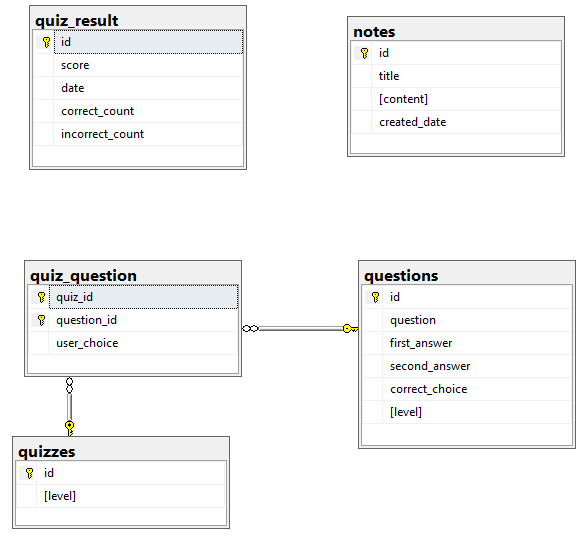 quiz_result
id
score
date
correct_count
incorrect_count
notes
id
title
[content]
created_date
quiz_question
quiz_id
question_id
user_choice
questions
id
question
first_answer
second_answer
correct_choice
[level]
quizzes
id
[level]